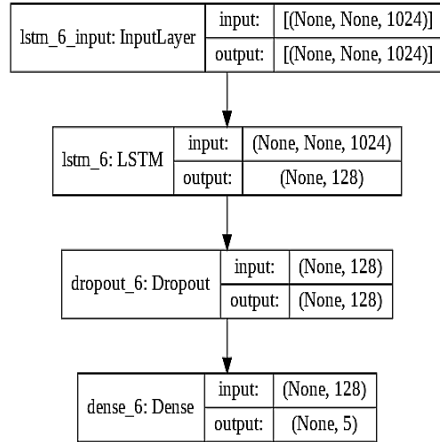 lstm_6_input: InputLayer
input: [(None, None, 1024)]
output: [(None, None, 1024)]
lstm_6: LSTM
input: (None, None, 1024)
output: (None, 128)
dropout_6: Dropout
input: (None, 128)
output: (None, 128)
dense_6: Dense
input: (None, 128)
output: (None, 5)